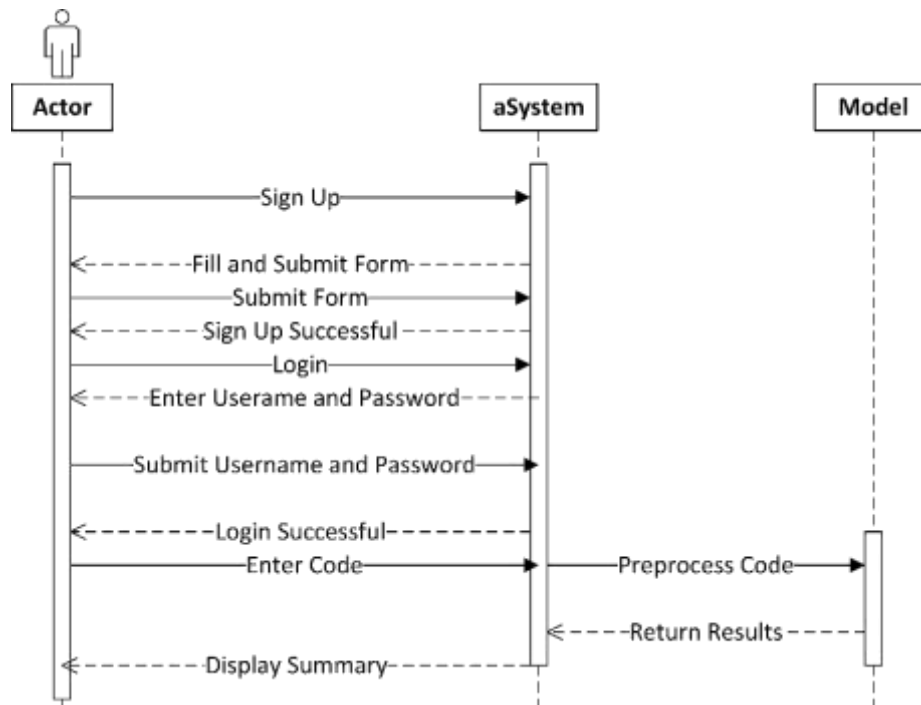 Actor
aSystem
Model
Sign Up
Fill and Submit Form
Submit Form
Sign Up Successful
Login
Enter Userame and Password
Submit Username and Password
Login Successful
Enter Code
Preprocess Code
Return Results
Display Summary